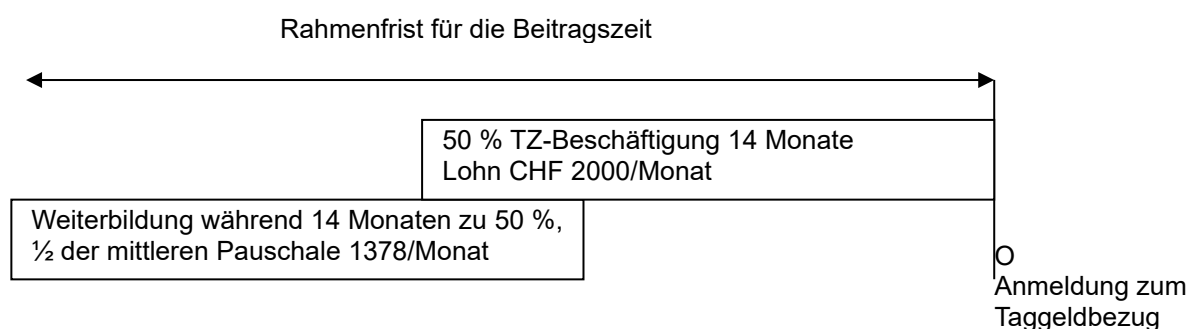 Rahmenfrist für die Beitragszeit
50 % TZ-Beschäftigung 14 Monate
Lohn CHF 2000/Monat
Weiterbildung während 14 Monaten zu 50 %,
½ der mittleren Pauschale 1378/Monat
O
Anmeldung zum
Taggeldbezug